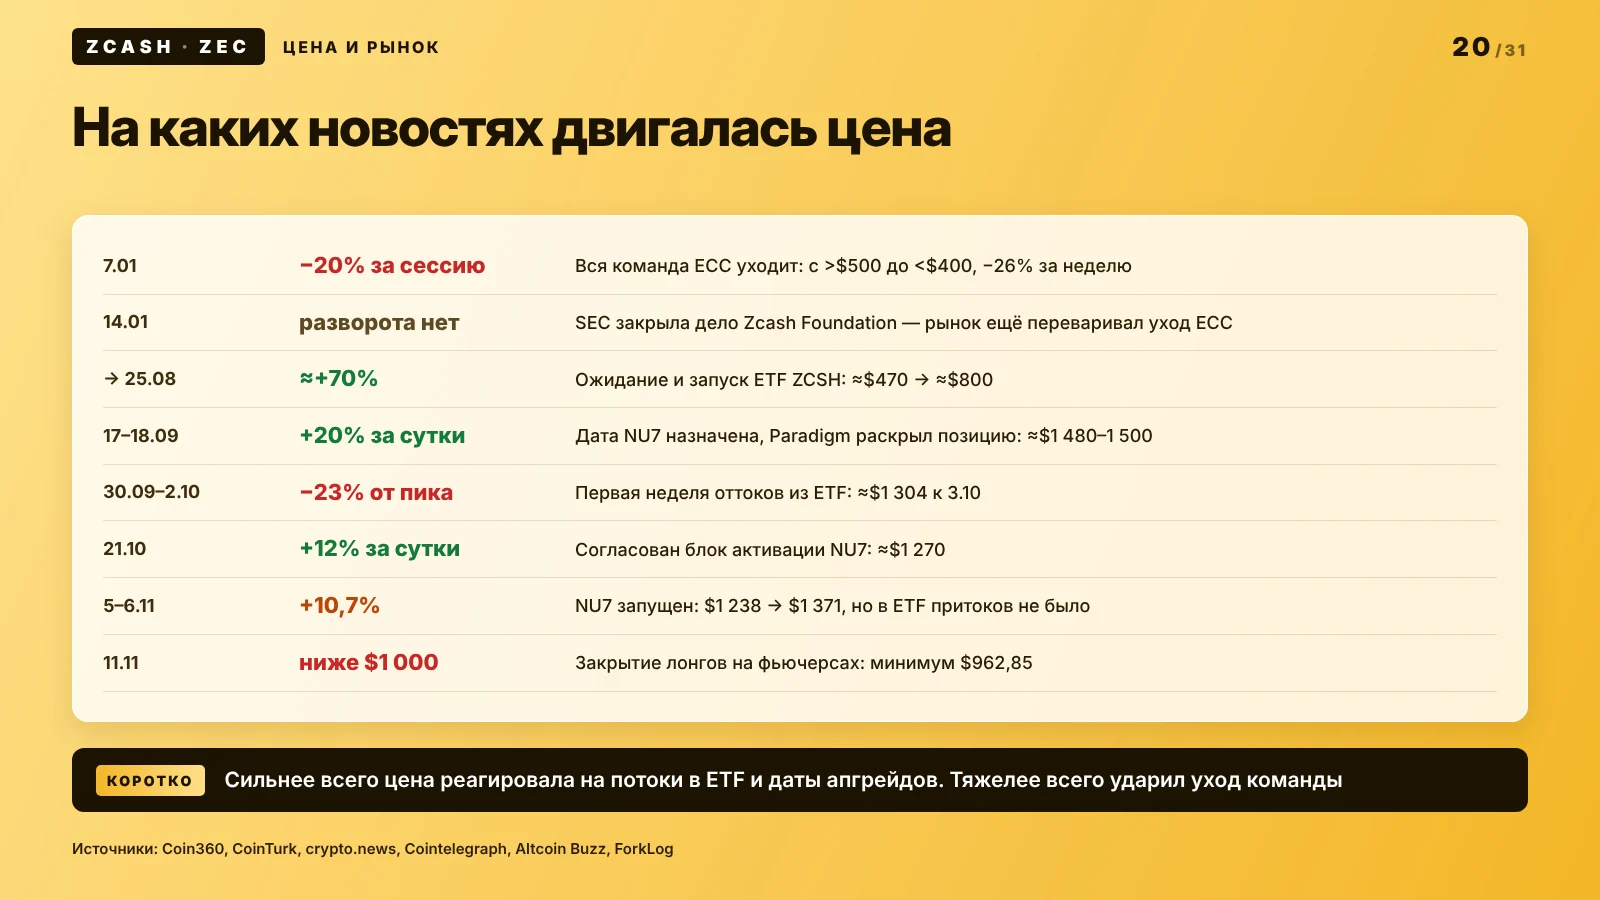 ZCASH · ZEC ЦЕНА И РЫНОК 20/31
На каких новостях двигалась цена
7.01 −20% за сессию Вся команда ECC уходит: с >$500 до <$400, −26% за неделю
14.01 разворота нет SEC закрыла дело Zcash Foundation — рынок ещё переваривал уход ECC
→ 25.08 ≈+70% Ожидание и запуск ETF ZCSH: ≈$470 → ≈$800
17–18.09 +20% за сутки Дата NU7 назначена, Paradigm раскрыл позицию: ≈$1 480–1 500
30.09–2.10 −23% от пика Первая неделя оттоков из ETF: ≈$1 304 к 3.10
21.10 +12% за сутки Согласован блок активации NU7: ≈$1 270
5–6.11 +10,7% NU7 запущен: $1 238 → $1 371, но в ETF притоков не было
11.11 ниже $1 000 Закрытие лонгов на фьючерсах: минимум $962,85
КОРОТКО Сильнее всего цена реагировала на потоки в ETF и даты апгрейдов. Тяжелее всего ударил уход команды
Источники: Coin360, CoinTurk, crypto.news, Cointelegraph, Altcoin Buzz, ForkLog